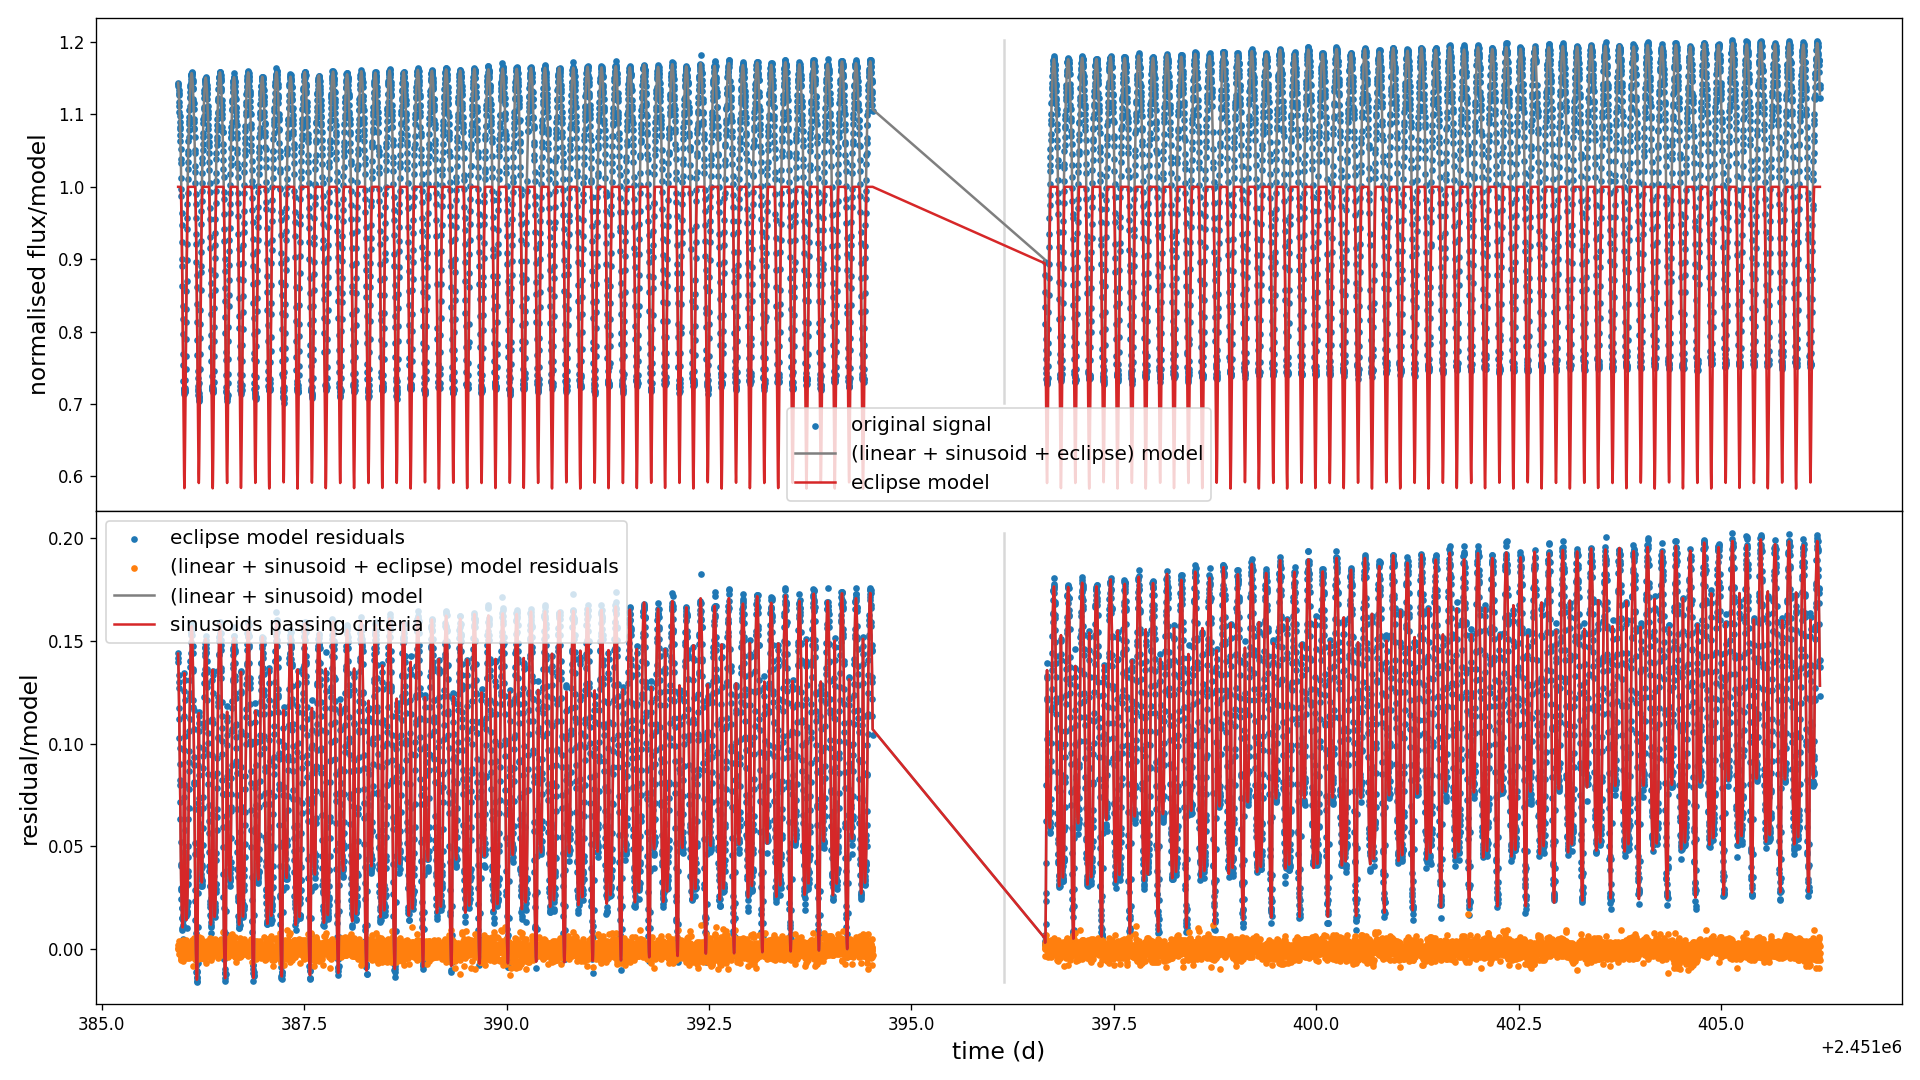 1.2
1.1
1.0
0.9
0.8
0.7
0.6
normalised flux/model
original signal
(linear + sinusoid + eclipse) model
eclipse model
0.20
0.15
0.10
0.05
0.00
residual/model
eclipse model residuals
(linear + sinusoid + eclipse) model residuals
(linear + sinusoid) model
sinusoids passing criteria
385.0 387.5 390.0 392.5 395.0 397.5 400.0 402.5 405.0
time (d)
+2.451e6